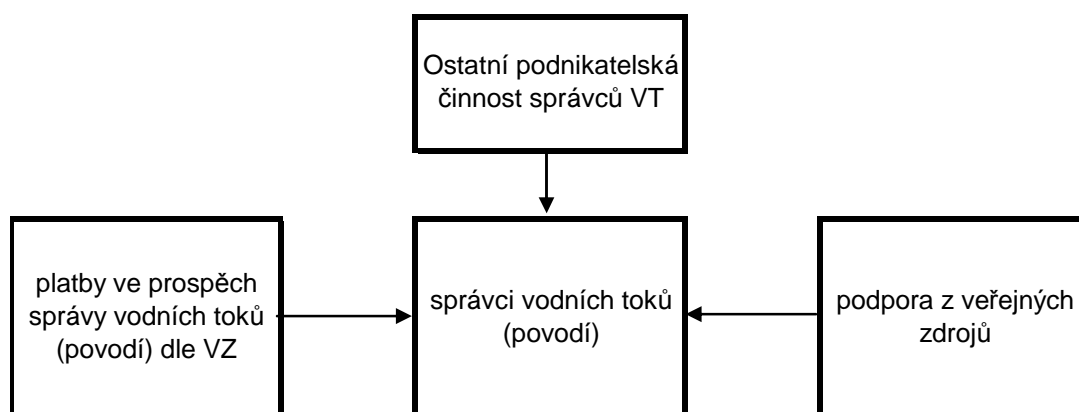 Ostatní podnikatelská
činnost správců VT
platby ve prospěch
správy vodních toků
(povodí) dle VZ
správci vodních toků
(povodí)
podpora z veřejných
zdrojů